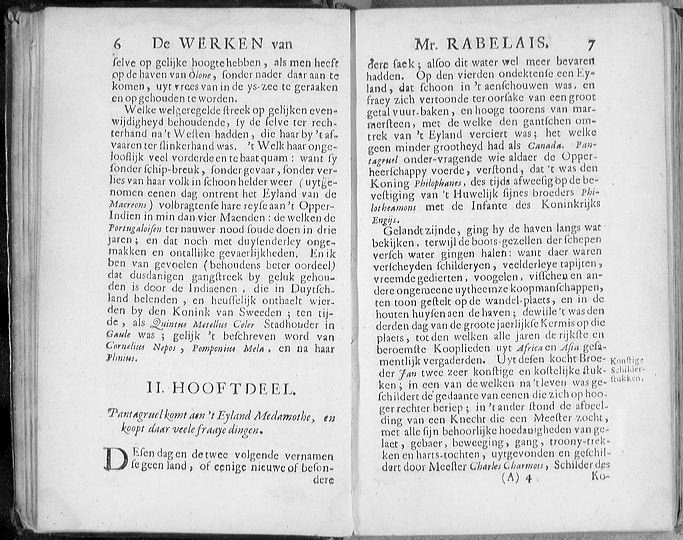 6 De WERKEN van
selve op gelijke hoogte hebben, als men heeft
op de haven van Olone, sonder nader daar aan te
komen, uyt vrees van in de ys-zee te geraaken
en op gehouden te worden.
Welke welgeregelde streek op gelijken even-
wijdigheyd behoudende, sy de selve ter rech-
terhand na 't Westen hadden, die haar by 't af-
vaaren ter slinkerhand was. 't Welk haar onge-
looflijk veel vorderde en te baat quam: want sy
sonder schip-breuk, sonder gevaar, sonder ver-
lies van haar volk in schoon helder weer (uytge-
nomen eenen dag ontrent het Eyland van de
Macreons) volbragten se hare reyse aan 't Opper-
Indien in min dan vier Maenden: de welken de
Portugaloisen ter nauwer nood soude doen in drie
jaren; en dat noch met duysenderley onge-
makken en ontallijke gevaerlijkheden. En ik
ben van gevoelen (behoudens beter oordeel)
dat dusdanigen gangstreek by geluk gehou-
den is door de Indiaenen, die in Duytsch-
land belenden, en heusselijk onthaelt wier-
den by den Konink van Sweeden; ten tij-
de, als Quintus Metellius Celer Stadhouder in
Gaule was; gelijk 't beschreven word van
Cornelius Nepos, Pomponius Mela, en na haar
Plinius.
II. HOOFTDEEL.
Pantagruel komt aen 't Eyland Medamothe, en
koopt daar veele fraaye dingen.
DEsen dag en de twee volgende vernamen
se geen land, of eenige nieuwe of beson-
dere
Mr. RABELAIS. 7
dere saek; alsoo dit water wel meer bevaren
hadden. Op den vierden ondektense een Ey-
land, dat schoon in 't aenschouwen was, en
fraey zich vertoonde ter oorsake van een groot
getal vuur-baken, en hooge toorens van mar-
mersteen, met de welke den gantschen om-
trek van 't Eyland verciert was; het welke
geen minder grootheyd had als Canada. Pan-
tagruel onder-vragende wie aldaer de Opper-
heerschappy voerde, verstond, dat 't was den
Koning Philophanes, des tijds afweesig op de be-
vestiging van 't Huwelijk sijnes broeders Phi-
lotheamons met de Infante des Koninkrijks
Engijs.
Gelandt zijnde, ging hy de haven langs wat
bekijken, terwijl de boots-gezellen der schepen
versch water gingen halen: want daer waren
verscheyden schilderyen, veelderleye tapijten,
vreemde gedierten, voogelen, visschen en an-
dere ongemeene uytheemze koopmanschappen,
ten toon gestelt op de wandel-plaets, en in de
houten huysen aen de haven; dewijle 't was den
derden dag van de groote jaerlijkse Kermis op die
plaets, tot den welken alle jaren de rijkste en
beroemste Kooplieden uyt Africa en Asia gesa-
mentlijk vergaderden. Uyt desen kocht Broe-
der Jan twee zeer konstige en kostelijke stuk-
ken; in een van de welken na 't leven was ge-
schildert de gedaante van eenen die zich op hoo-
ger rechter beriep; in 't ander stond de afbeel-
ding van een Knecht die een Meester zocht,
met alle sijn behoorlijke hoedanigheden van ge-
laet, gebaer, beweeging, gang, troony-trek-
ken en harts-tochten, uytgevonden en geschil-
dert door Meester Charles Charmois, Schilder des
Konstige
Schilder-
stukken.
(A) 4 Ko-